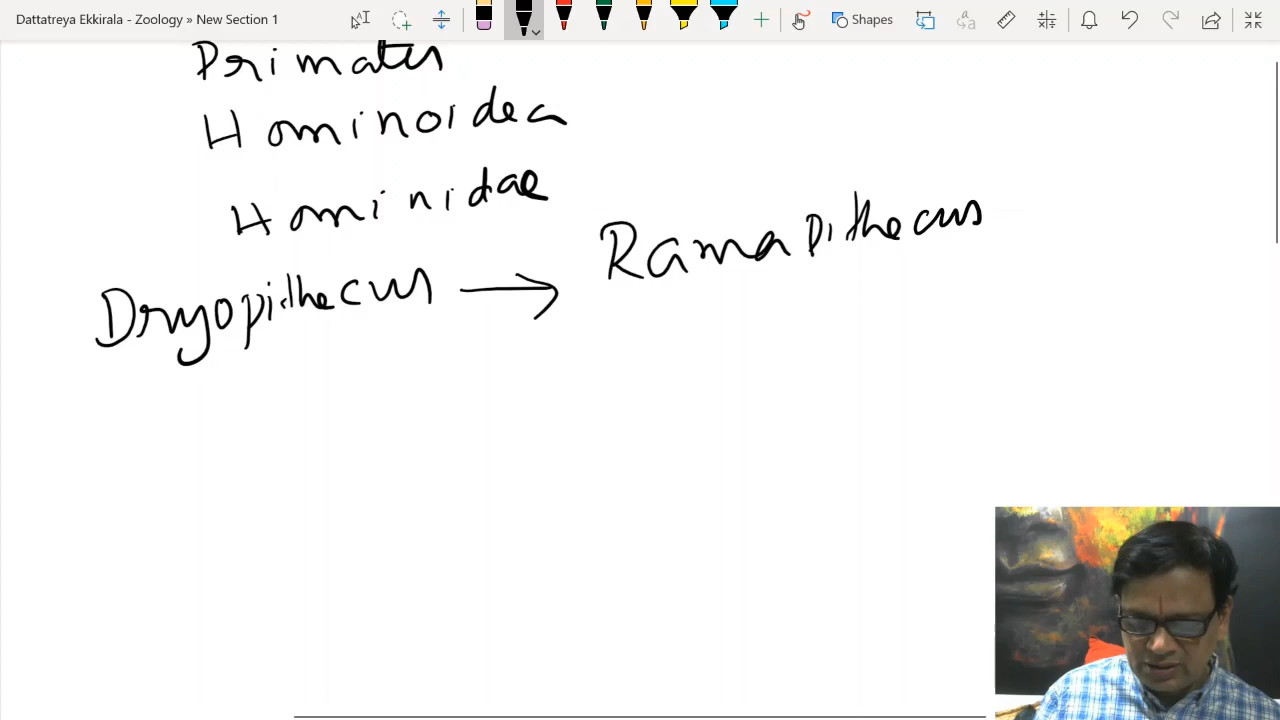 Dattatreya Ekkirala - Zoology » New Section 1
Shapes
Primates
Hominoidea
Hominidae
Ramapithecus
Dryopithecus →